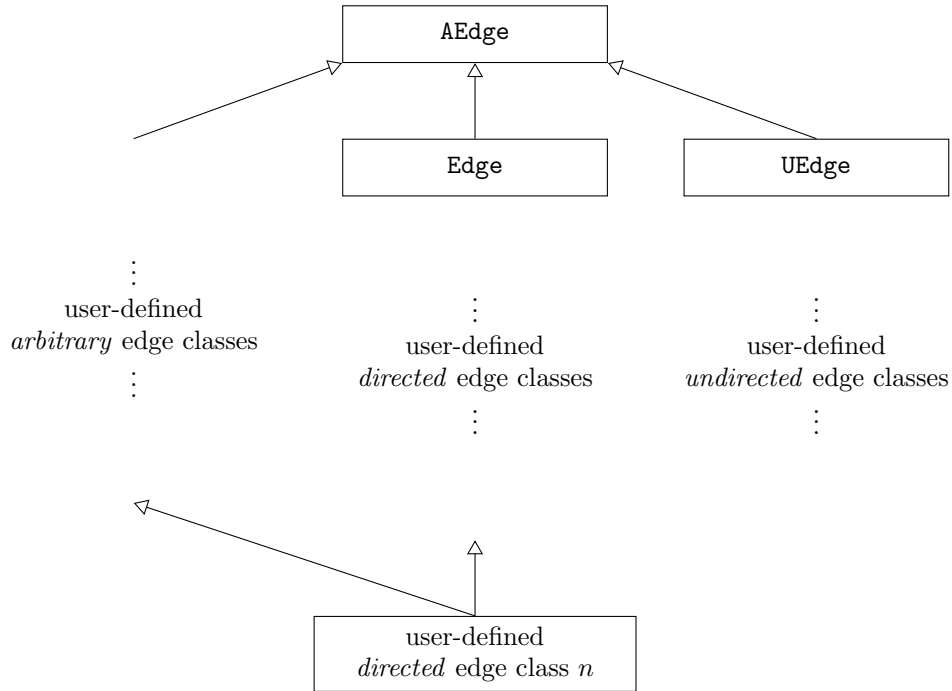 AEdge
Edge
UEdge
user-defined
arbitrary edge classes
user-defined
directed edge classes
user-defined
undirected edge classes
user-defined
directed edge class n